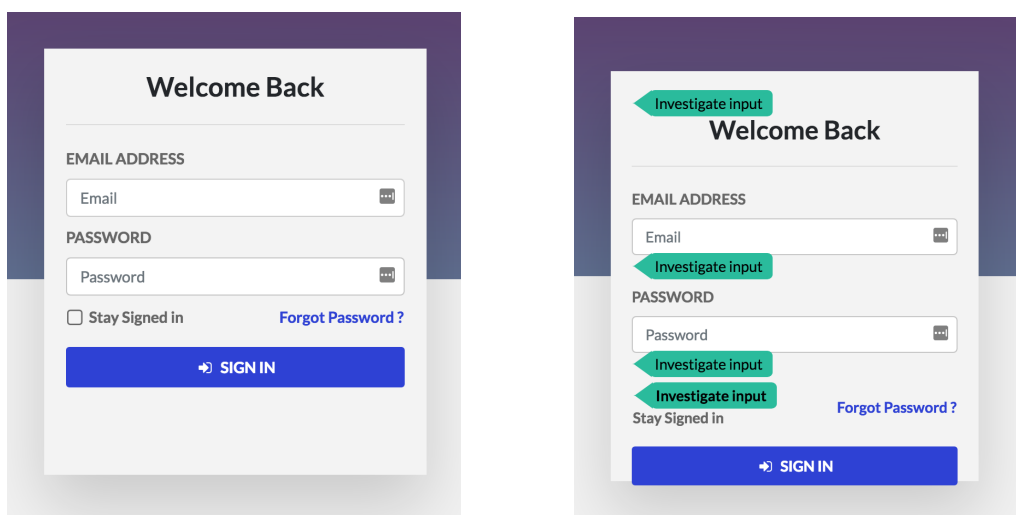 Welcome Back
EMAIL ADDRESS
Email
PASSWORD
Password
Stay Signed in
Forgot Password ?
SIGN IN
Investigate input
Welcome Back
EMAIL ADDRESS
Email
Investigate input
PASSWORD
Password
Investigate input
Investigate input
Forgot Password ?
Stay Signed in
SIGN IN